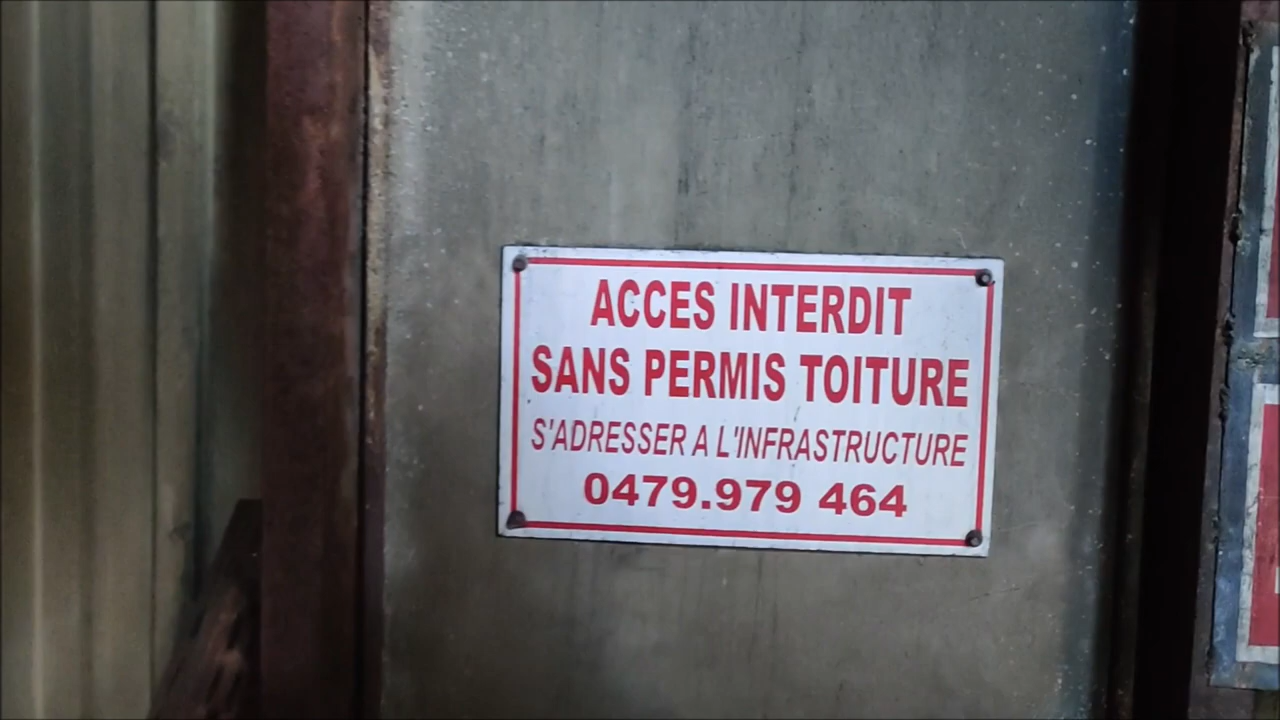 ACCES INTERDIT
SANS PERMIS TOITURE
S'ADRESSER A L'INFRASTRUCTURE
0479.979 464